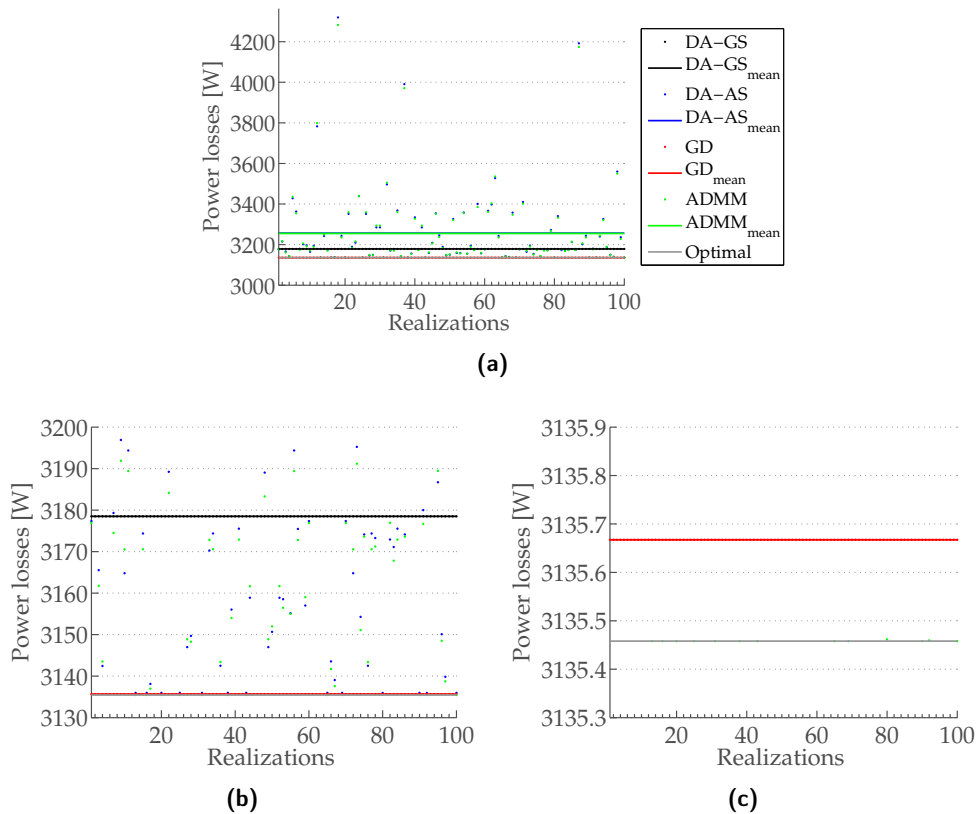 4200
4000
3800
3600
3400
3200
3000
Power losses [W]
20 40 60 80 100
Realizations
DA−GS
DA−GSmean
DA−AS
DA−ASmean
GD
GDmean
ADMM
ADMMmean
Optimal
(a)
3200
3190
3180
3170
3160
3150
3140
3130
Power losses [W]
20 40 60 80 100
Realizations
(b)
3135.9
3135.8
3135.7
3135.6
3135.5
3135.4
3135.3
Power losses [W]
20 40 60 80 100
Realizations
(c)